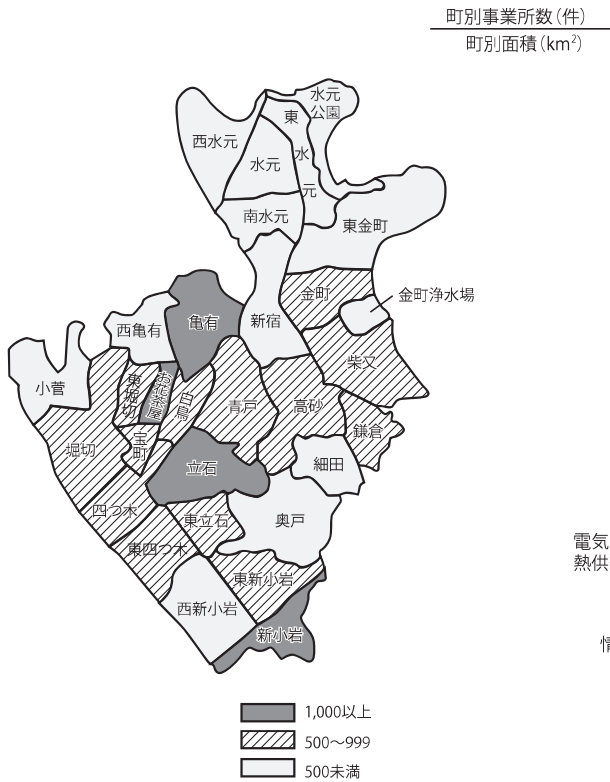 町別事業所数(件)
町別面積(km²)
水元
公園
東
水
元
西水元
水元
南水元
東金町
金町
金町浄水場
新宿
亀有
西亀有
柴又
小菅
東堀切
お花茶屋
白鳥
青戸
高砂
鎌倉
堀切
宝町
立石
細田
四つ木
東立石
奥戸
東四つ木
東新小岩
西新小岩
新小岩
電気
熱供
情
1,000以上
500〜999
500未満